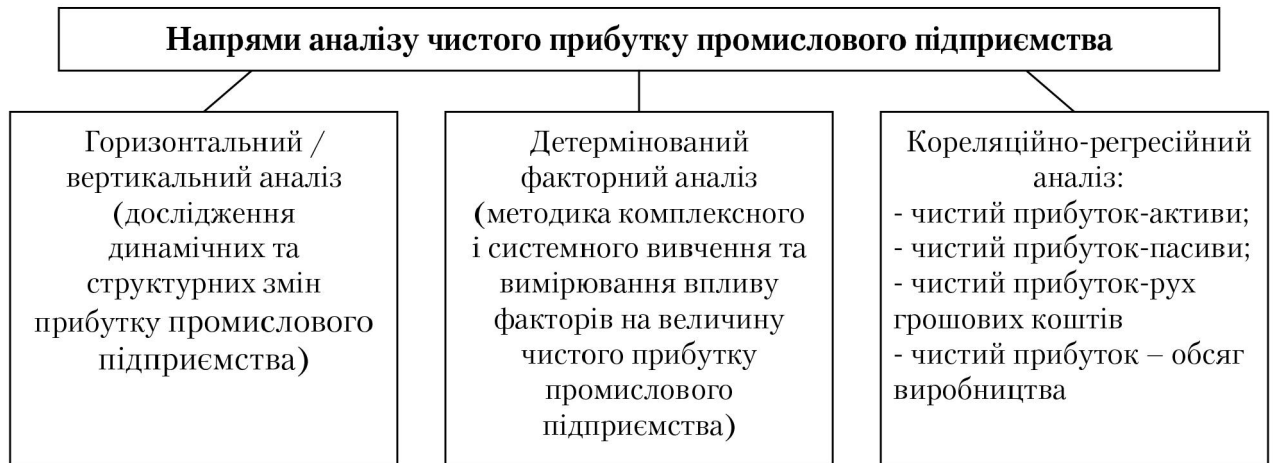 Напрями аналізу чистого прибутку промислового підприємства
Горизонтальний /
вертикальний аналіз
(дослідження
динамічних та
структурних змін
прибутку промислового
підприємства)
Детермінований
факторний аналіз
(методика комплексного
і системного вивчення та
вимірювання впливу
факторів на величину
чистого прибутку
промислового
підприємства)
Кореляційно-регресійний
аналіз:
- чистий прибуток-активи;
- чистий прибуток-пасиви;
- чистий прибуток-рух
грошових коштів
- чистий прибуток – обсяг
виробництва